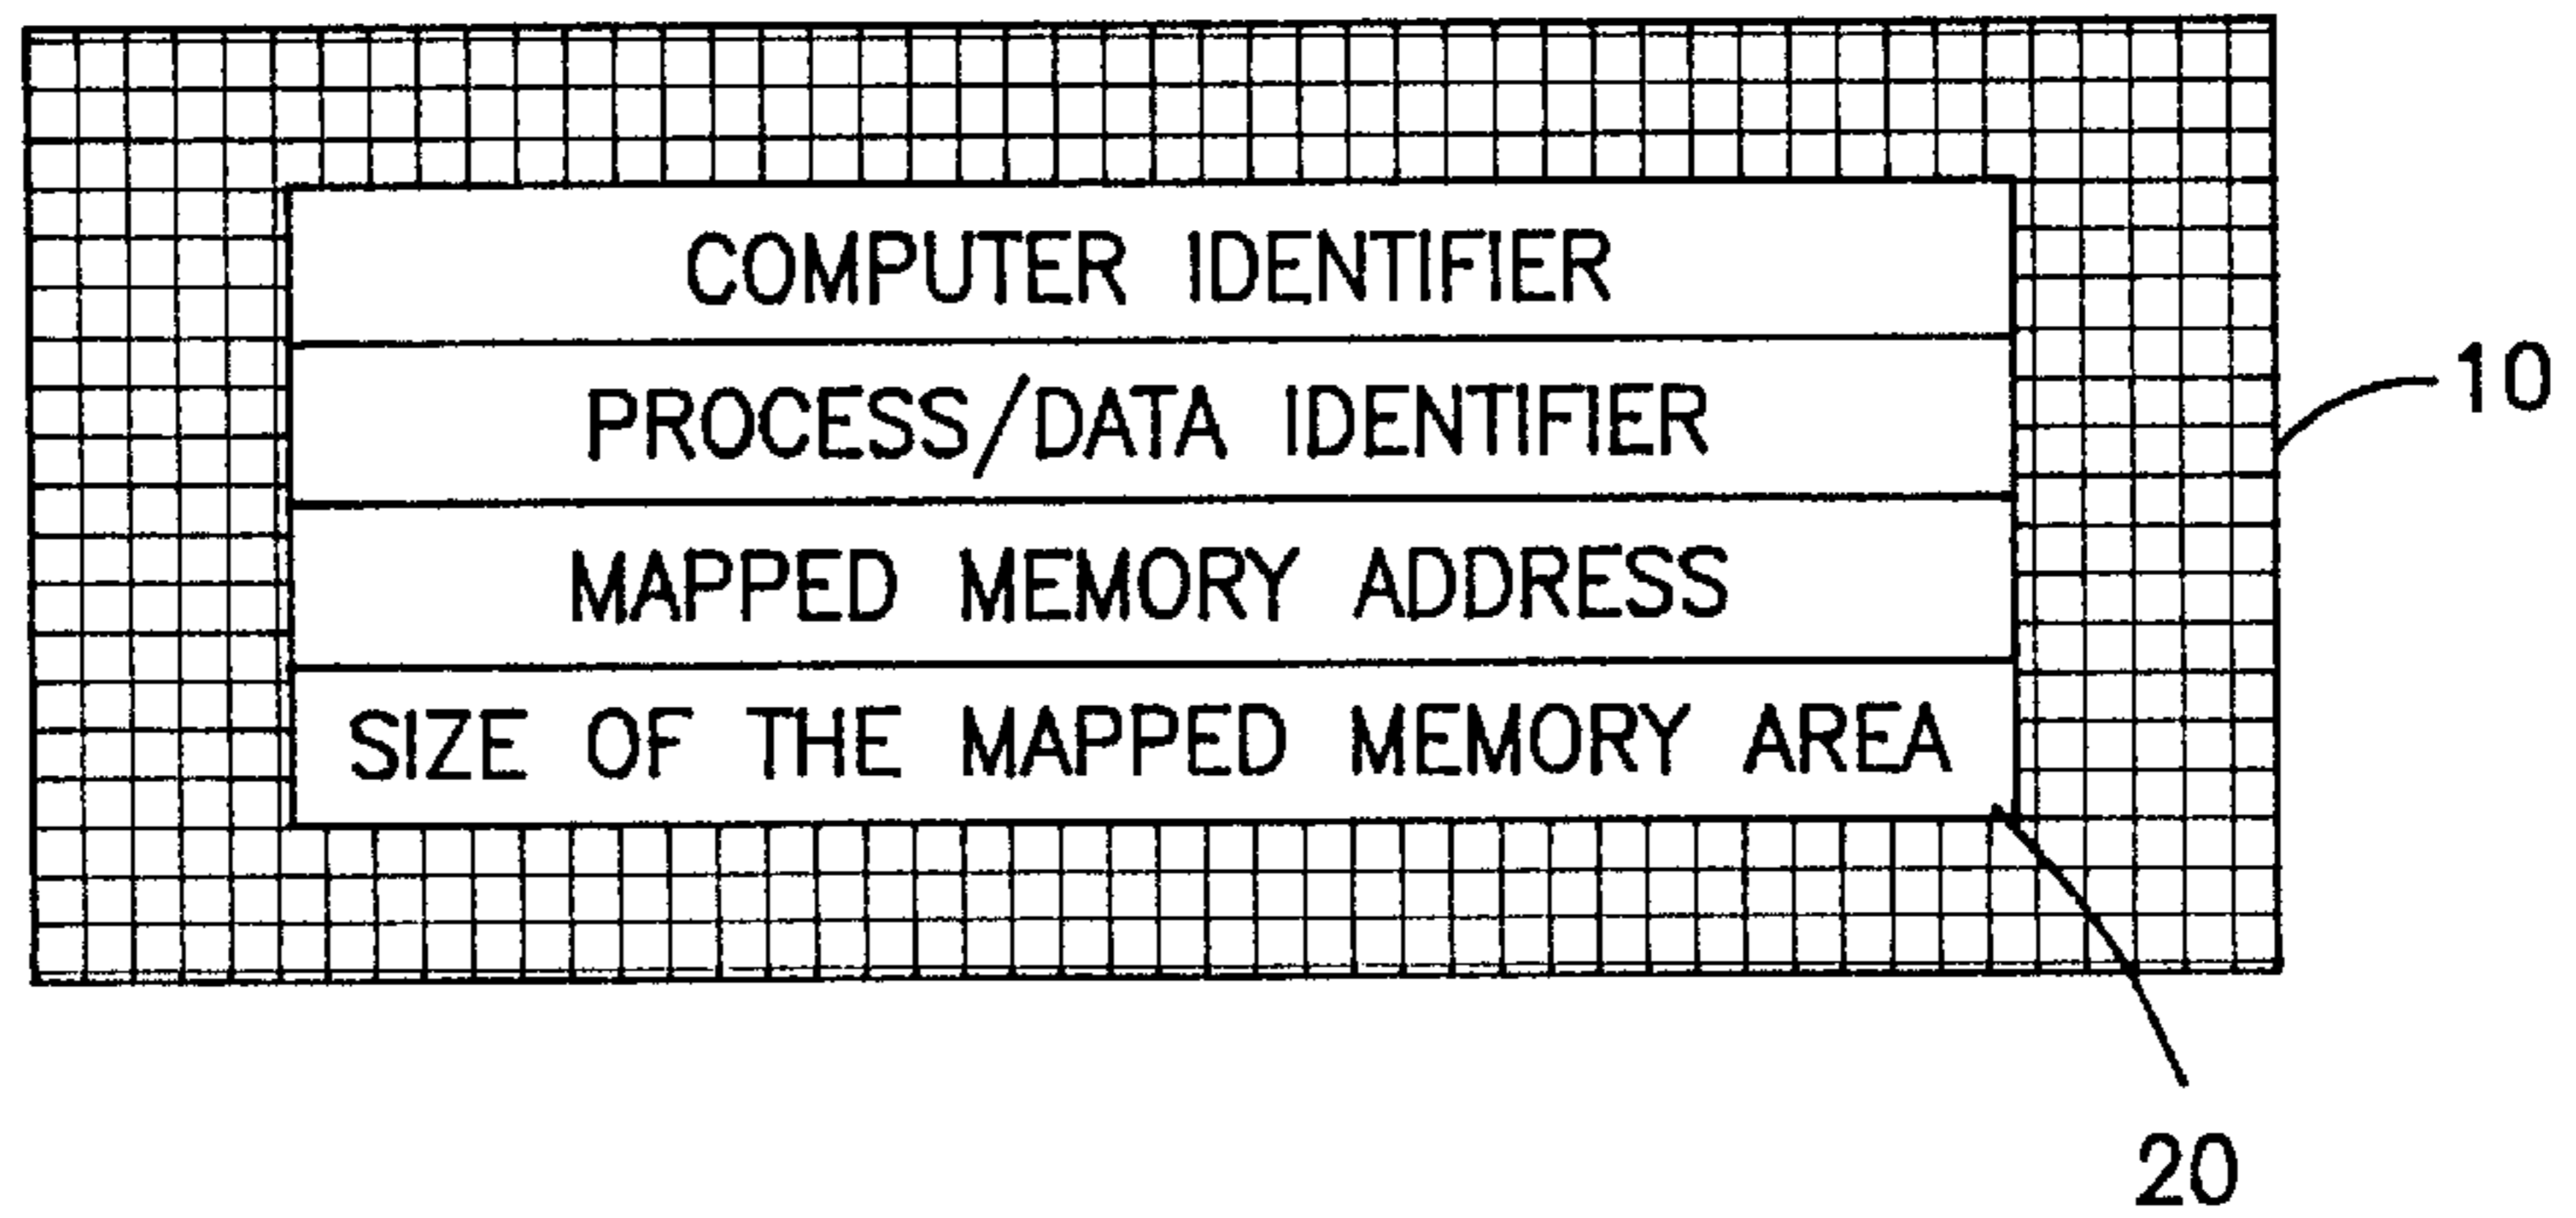 COMPUTER IDENTIFIER
PROCESS/DATA IDENTIFIER
10
MAPPED MEMORY ADDRESS
SIZE OF THE MAPPED MEMORY AREA
20